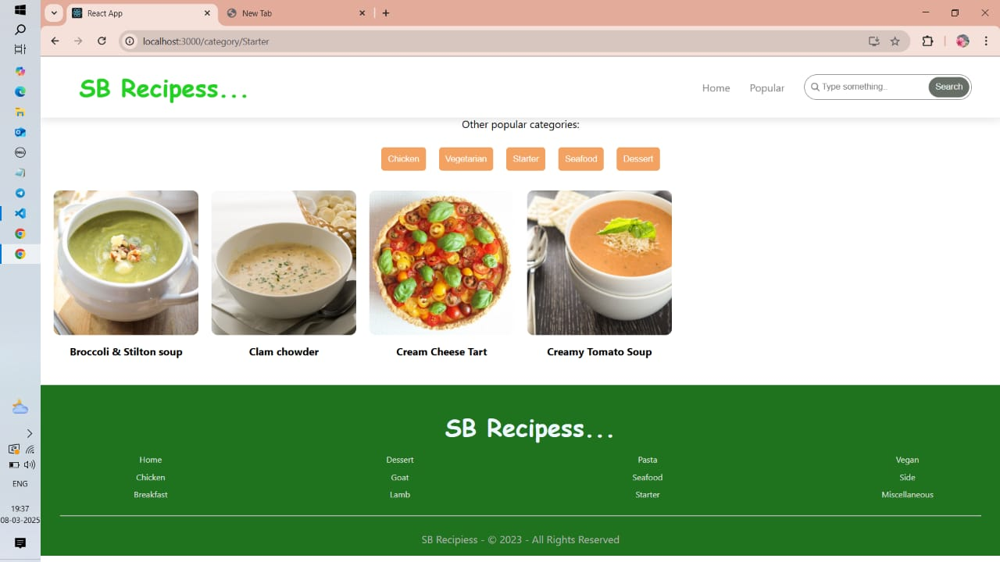 React App
New Tab
localhost:3000/category/Starter
SB Recipess...
Home
Popular
Type something..
Search
Other popular categories:
Chicken
Vegetarian
Starter
Seafood
Dessert
Broccoli & Stilton soup
Clam chowder
Cream Cheese Tart
Creamy Tomato Soup
SB Recipess...
Home
Chicken
Breakfast
Dessert
Goat
Lamb
Pasta
Seafood
Starter
Vegan
Side
Miscellaneous
SB Recipiess - © 2023 - All Rights Reserved
DELL
ENG
19:37
08-03-2025